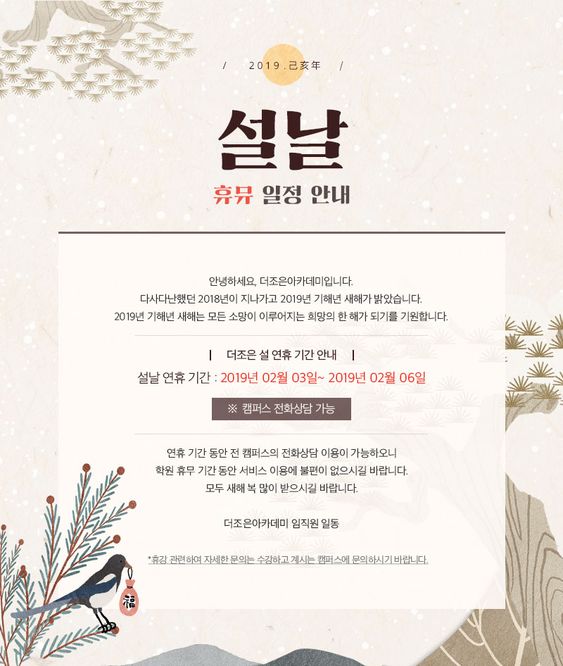 / 2019.己亥年 /
설날
휴무 일정 안내
안녕하세요, 더조은아카데미입니다.
다사다난했던 2018년이 지나가고 2019년 기해년 새해가 밝았습니다.
2019년 기해년 새해는 모든 소망이 이루어지는 희망의 한 해가 되기를 기원합니다.
| 더조은 설 연휴 기간 안내 |
설날 연휴 기간 : 2019년 02월 03일~ 2019년 02월 06일
※ 캠퍼스 전화상담 가능
연휴 기간 동안 전 캠퍼스의 전화상담 이용이 가능하오니
학원 휴무 기간 동안 서비스 이용에 불편이 없으시길 바랍니다.
모두 새해 복 많이 받으시길 바랍니다.
더조은아카데미 임직원 일동
*휴강 관련하여 자세한 문의는 수강하고 계시는 캠퍼스에 문의하시기 바랍니다.
福